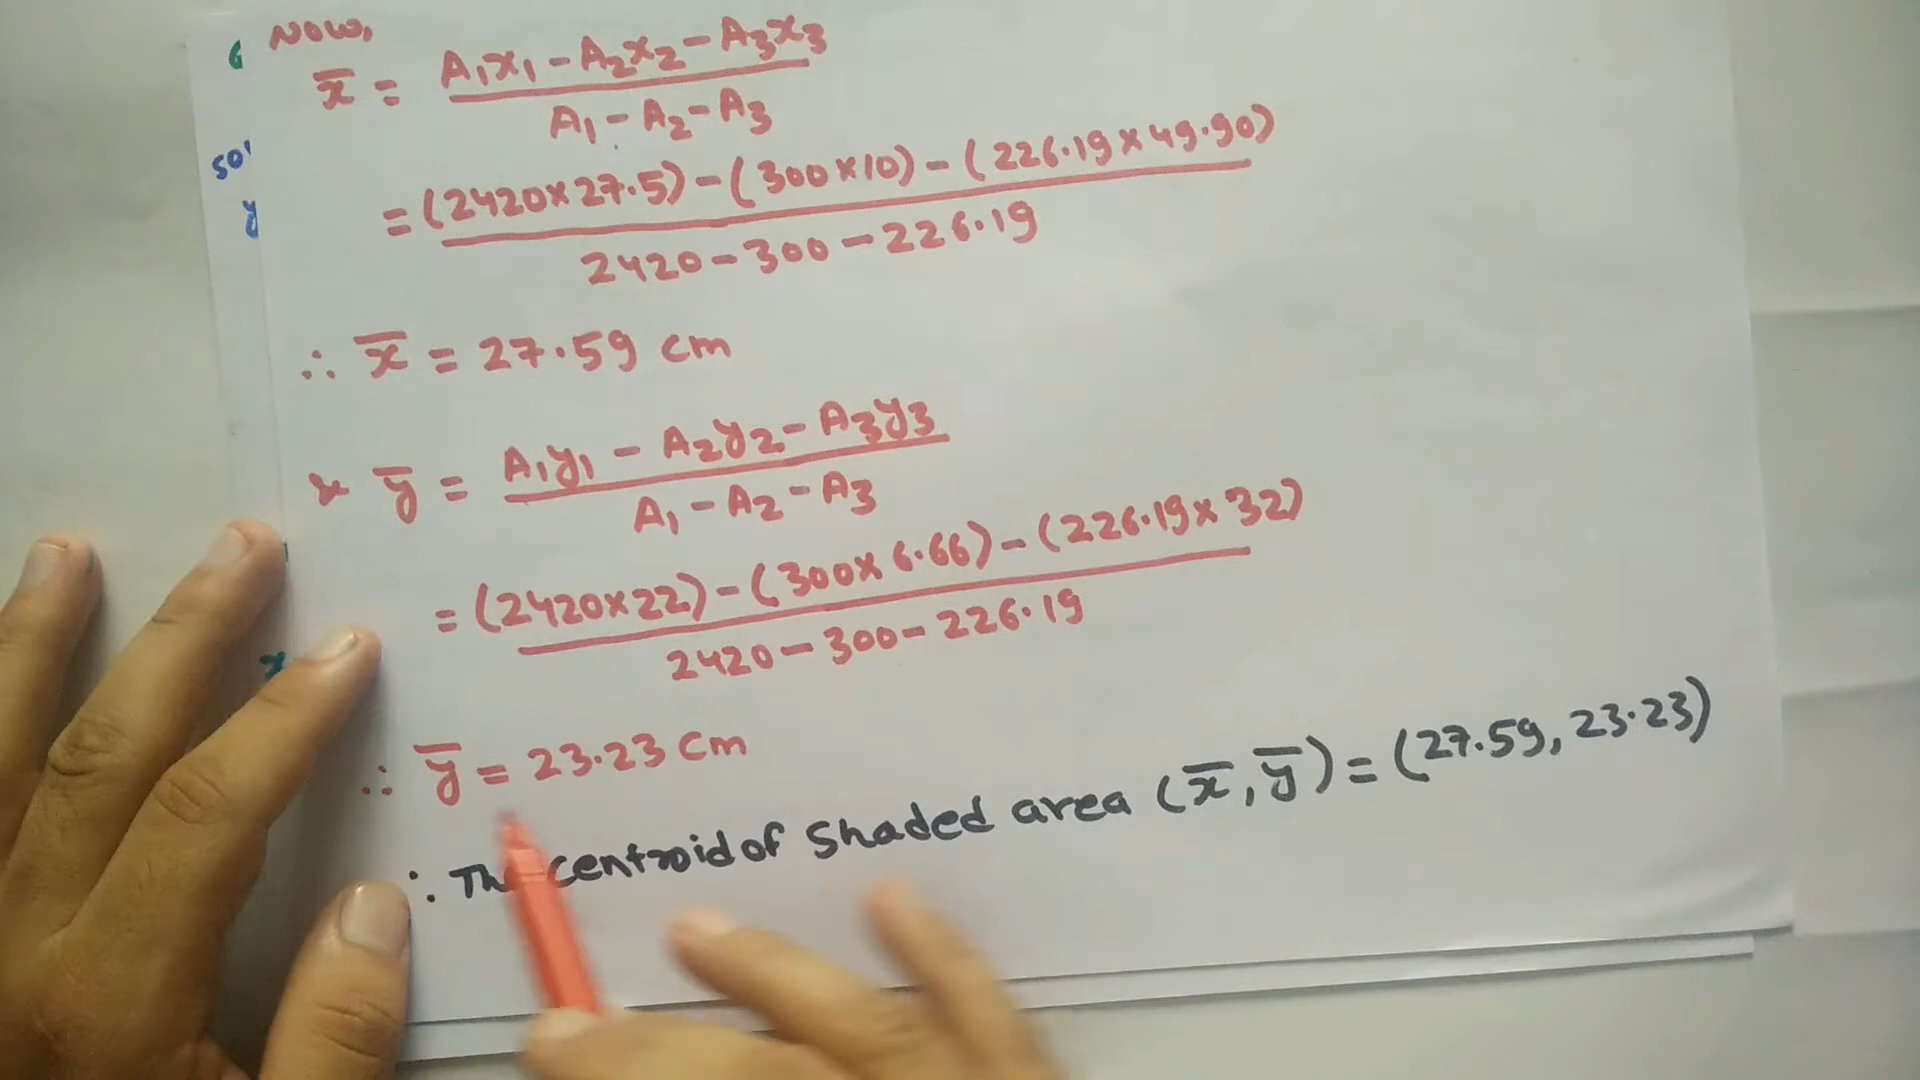 Now,
x̄ = A₁x₁ - A₂x₂ - A₃x₃ / A₁ - A₂ - A₃
= (2420×27.5) - (300×10) - (226.19×49.90) / 2420 - 300 - 226.19
∴ x̄ = 27.59 cm
ȳ = A₁y₁ - A₂y₂ - A₃y₃ / A₁ - A₂ - A₃
= (2420×22) - (300×6.66) - (226.19×32) / 2420 - 300 - 226.19
∴ ȳ = 23.23 cm
∴ The centroid of shaded area (x̄, ȳ) = (27.59, 23.23)